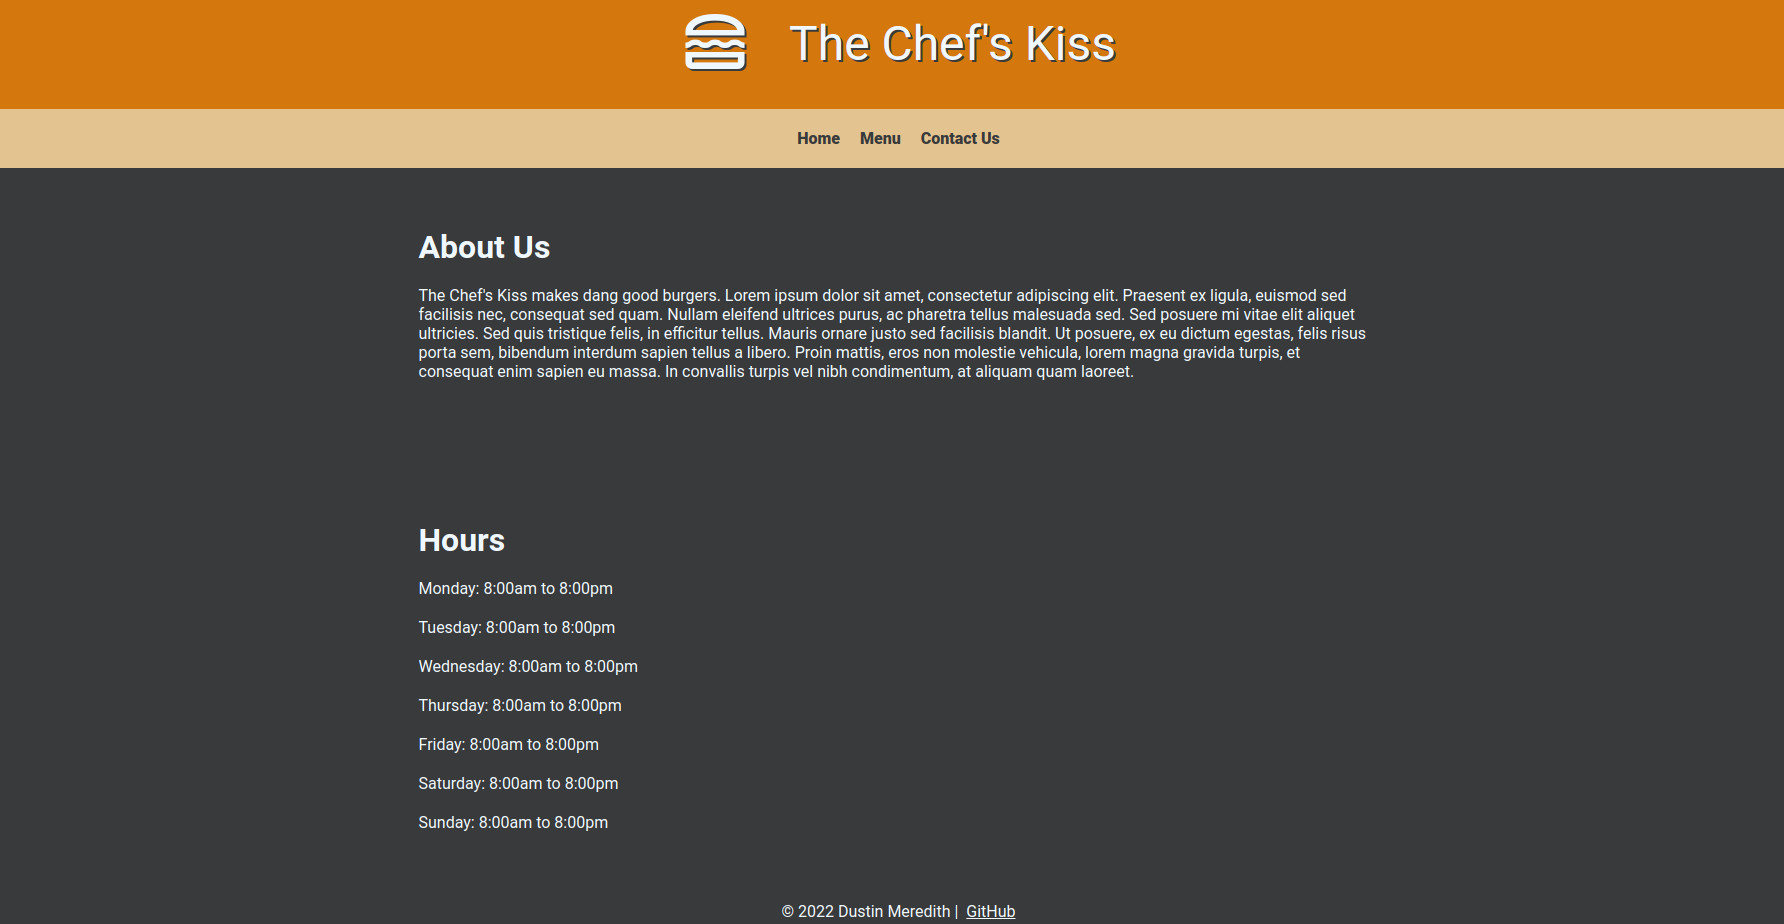 The Chef's Kiss
Home Menu Contact Us
About Us
The Chef's Kiss makes dang good burgers. Lorem ipsum dolor sit amet, consectetur adipiscing elit. Praesent ex ligula, euismod sed
facilisis nec, consequat sed quam. Nullam eleifend ultrices purus, ac pharetra tellus malesuada sed. Sed posuere mi vitae elit aliquet
ultricies. Sed quis tristique felis, in efficitur tellus. Mauris ornare justo sed facilisis blandit. Ut posuere, ex eu dictum egestas, felis risus
porta sem, bibendum interdum sapien tellus a libero. Proin mattis, eros non molestie vehicula, lorem magna gravida turpis, et
consequat enim sapien eu massa. In convallis turpis vel nibh condimentum, at aliquam quam laoreet.
Hours
Monday: 8:00am to 8:00pm
Tuesday: 8:00am to 8:00pm
Wednesday: 8:00am to 8:00pm
Thursday: 8:00am to 8:00pm
Friday: 8:00am to 8:00pm
Saturday: 8:00am to 8:00pm
Sunday: 8:00am to 8:00pm
© 2022 Dustin Meredith | GitHub